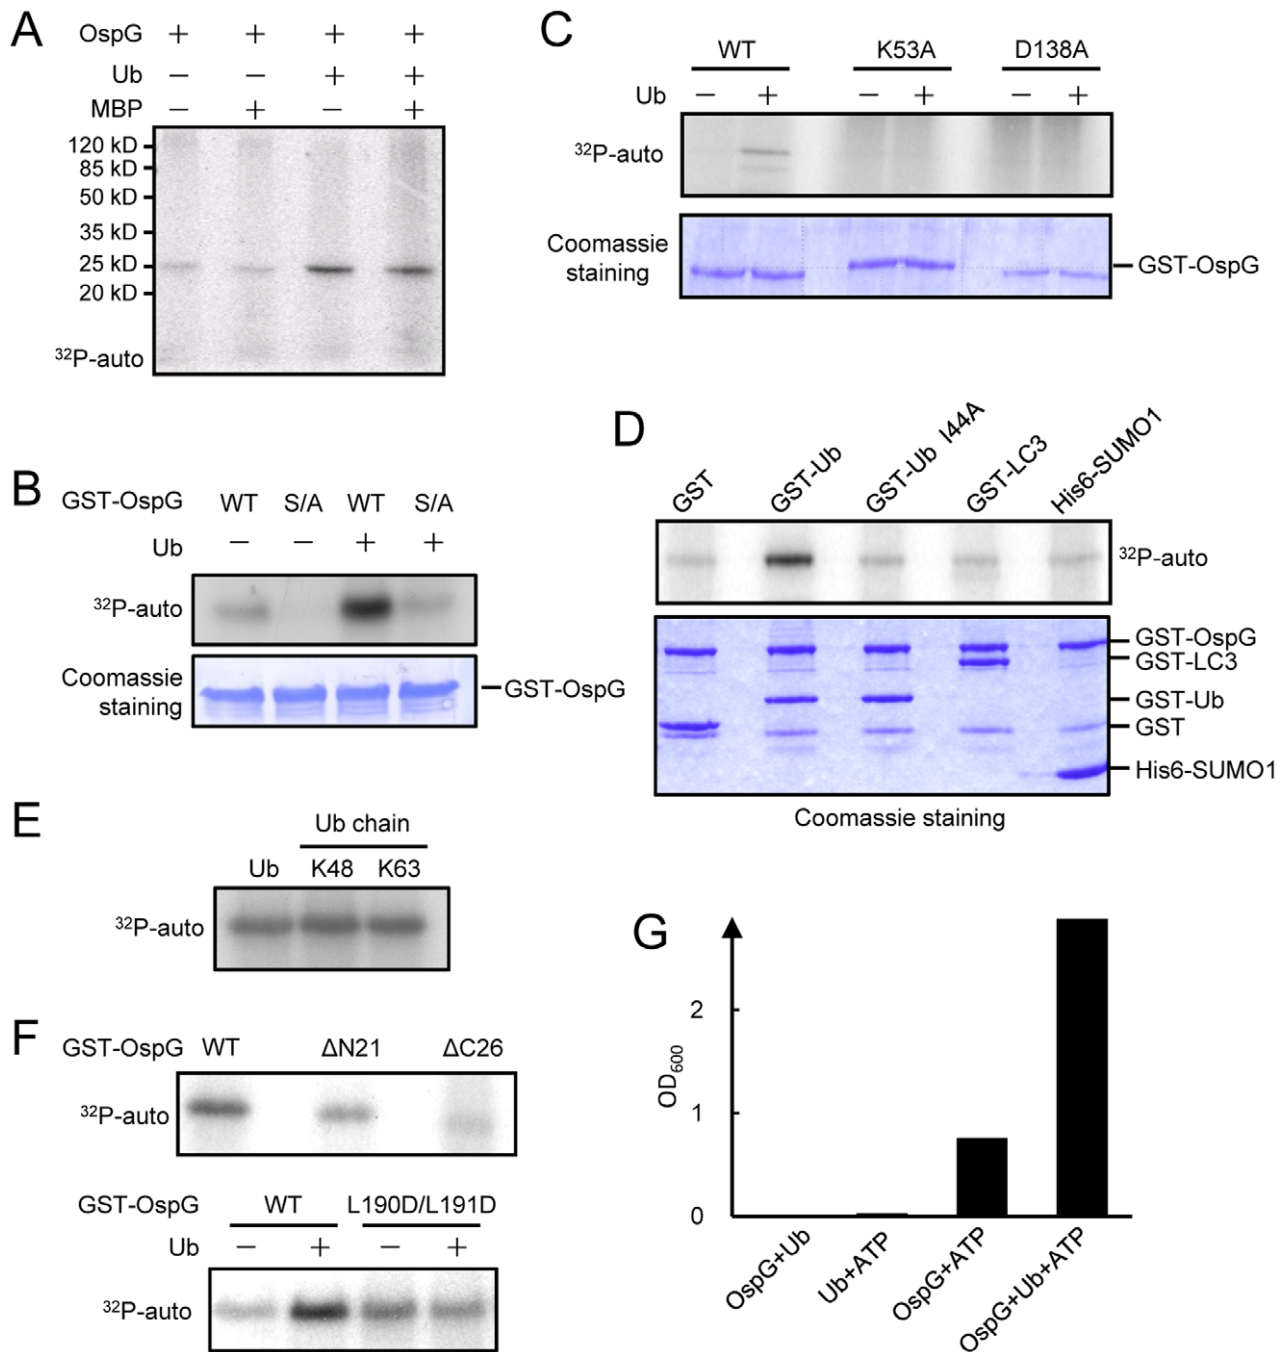 A
OspG + + + +
Ub − − + +
MBP − + − +
120 kD
85 kD
50 kD
35 kD
25 kD
20 kD
³²P-auto
B
GST-OspG WT S/A WT S/A
Ub − − + +
³²P-auto
Coomassie
staining
GST-OspG
C
WT K53A D138A
Ub − + − + − +
³²P-auto
Coomassie
staining
GST-OspG
D
GST
GST-Ub
GST-Ub I44A
GST-LC3
His6-SUMO1
³²P-auto
GST-OspG
GST-LC3
GST-Ub
GST
His6-SUMO1
Coomassie staining
E
Ub chain
Ub K48 K63
³²P-auto
F
GST-OspG WT ΔN21 ΔC26
³²P-auto
GST-OspG WT L190D/L191D
Ub − + − +
³²P-auto
G
OD₆₀₀
2
1
0
OspG+Ub
Ub+ATP
OspG+ATP
OspG+Ub+ATP